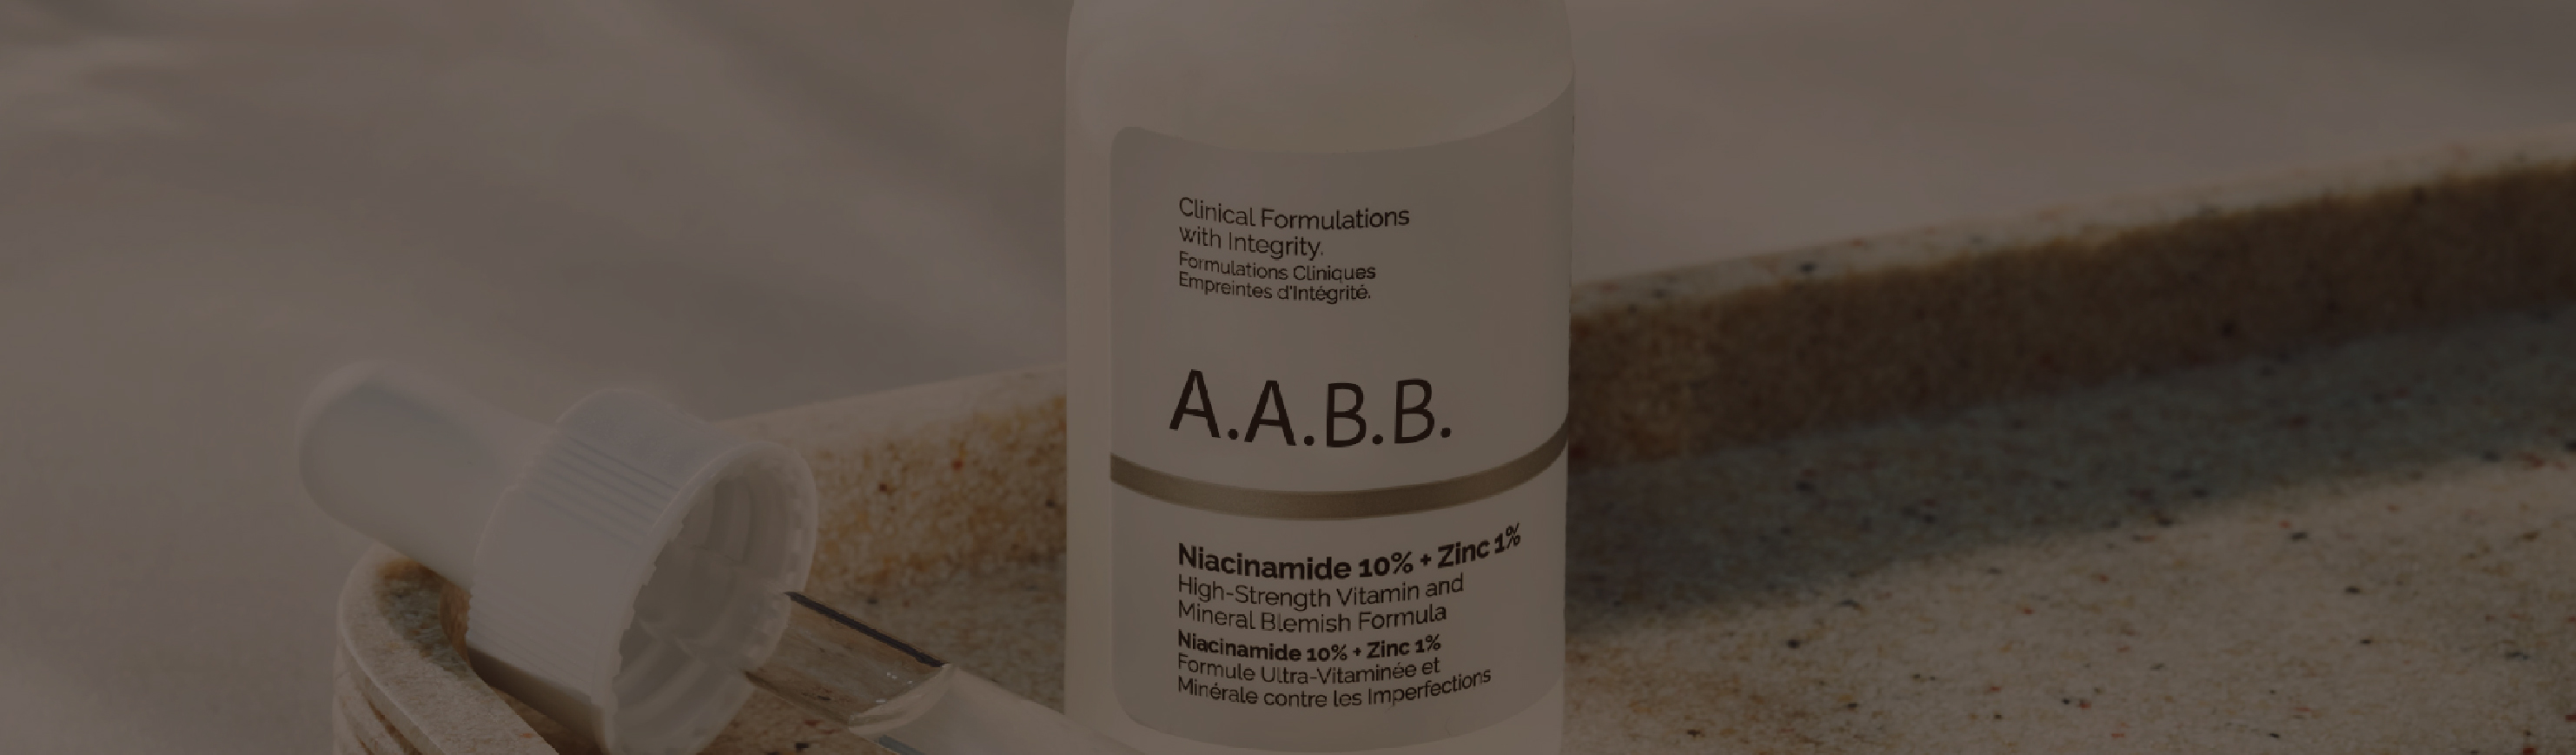 Clinical Formulations
with Integrity.
Formulations Cliniques
Empreintes d'Intégrité.
A.A.B.B.
Niacinamide 10% + Zinc 1%
High-Strength Vitamin and
Mineral Blemish Formula
Niacinamide 10% + Zinc 1%
Formule Ultra-Vitaminée et
Minérale contre les Imperfections